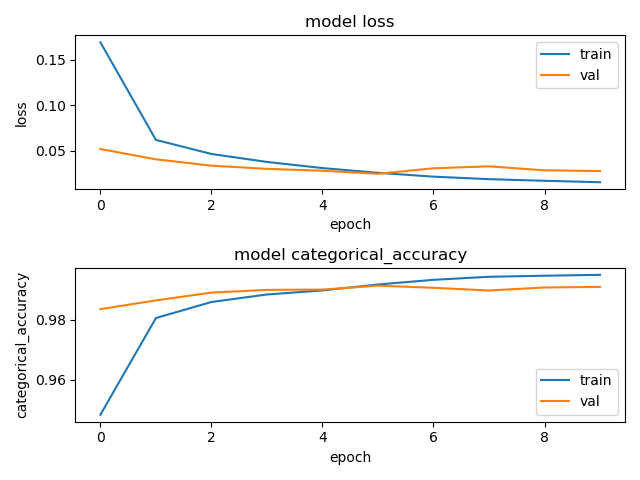 model loss
0.15
0.10
0.05
loss
train
val
0 2 4 6 8
epoch
model categorical_accuracy
0.98
0.96
categorical_accuracy
train
val
0 2 4 6 8
epoch